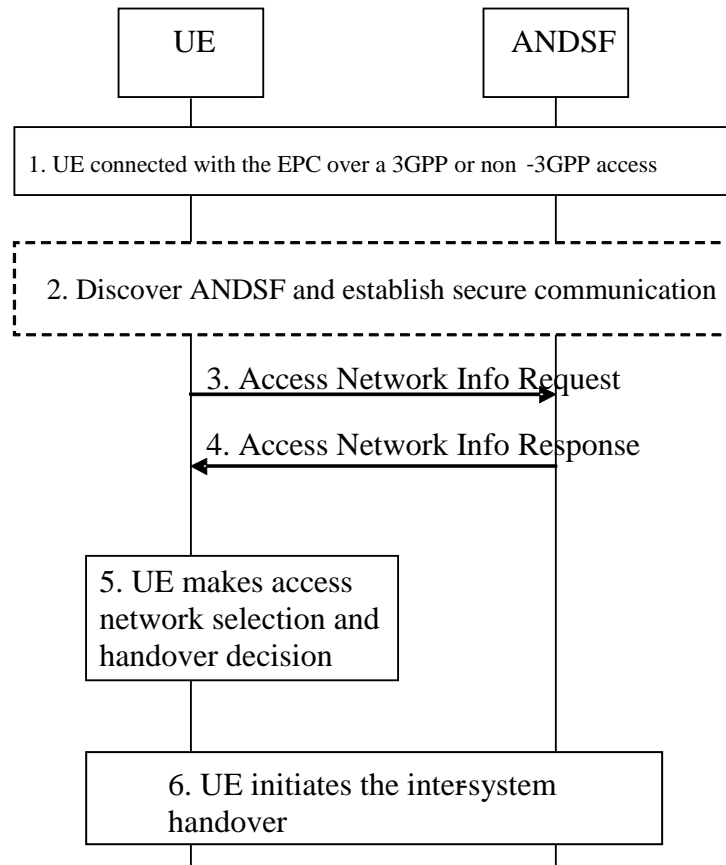 UE
ANDSF
1. UE connected with the EPC over a 3GPP or non -3GPP access
2. Discover ANDSF and establish secure communication
3. Access Network Info Request
4. Access Network Info Response
5. UE makes access
network selection and
handover decision
6. UE initiates the inter-system
handover